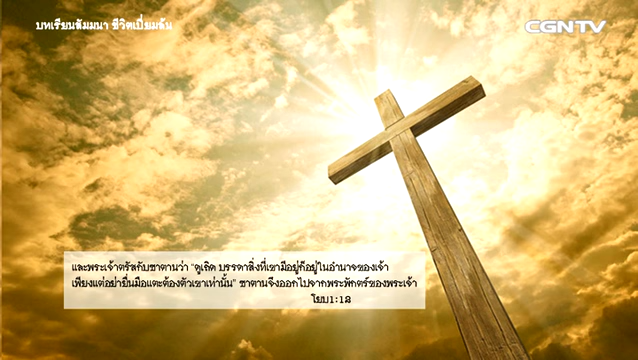 บทเรียนสัมมนา ชีวิตเปี่ยมล้น
CGNTV
และพระเจ้าตรัสกับซาตานว่า "ดูเถิด บรรดาสิ่งที่เขามีอยู่ก็อยู่ในอำนาจของเจ้า
เพียงแต่อย่ายื่นมือแตะต้องตัวเขาเท่านั้น" ซาตานจึงออกไปจากพระพักตร์ของพระเจ้า
โยบ1:12